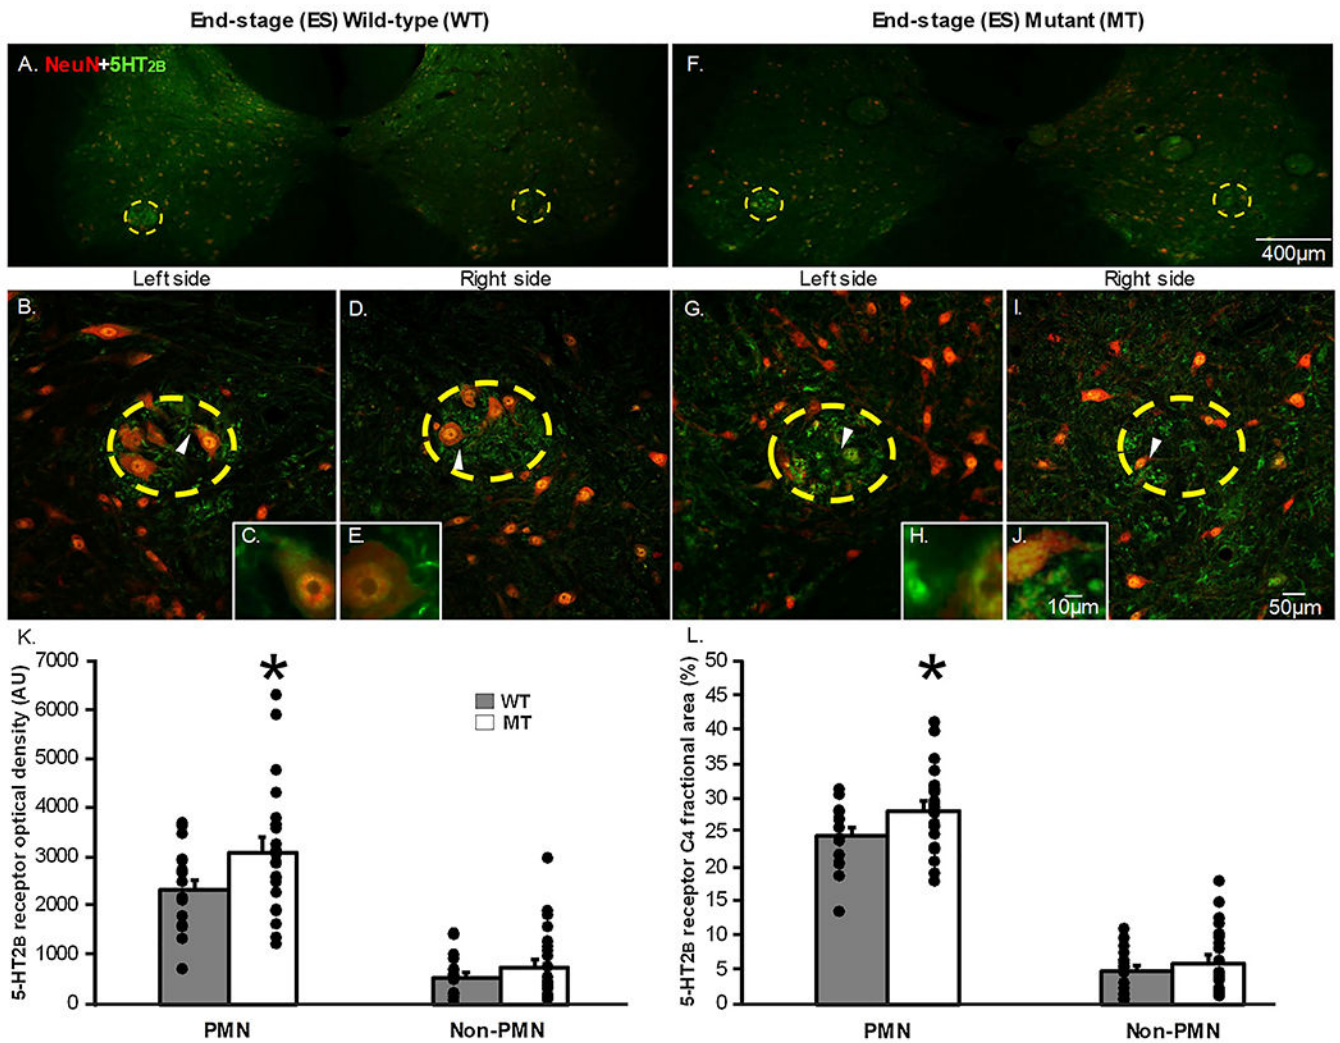 End-stage (ES) Wild-type (WT)
End-stage (ES) Mutant (MT)
A. NeuN+5HT2B
F.
400µm
Left side
Right side
Left side
Right side
B.
D.
G.
I.
C.
E.
H.
J.
10µm
50µm
K.
5-HT2B receptor optical density (AU)
7000
6000
5000
4000
3000
2000
1000
0
*
WT
MT
PMN
Non-PMN
L.
5-HT2B receptor C4 fractional area (%)
50
45
40
35
30
25
20
15
10
5
0
*
PMN
Non-PMN